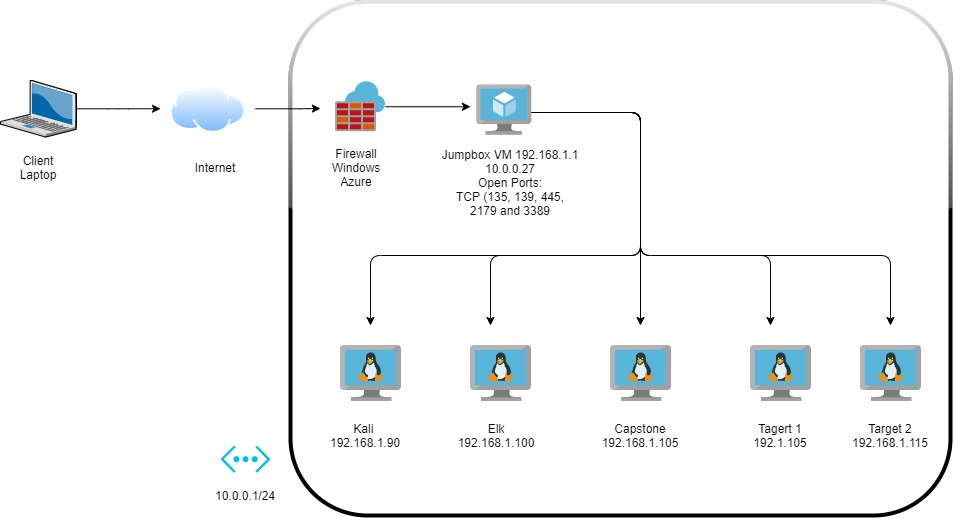 Client
Laptop
Internet
Firewall
Windows
Azure
Jumpbox VM 192.168.1.1
10.0.0.27
Open Ports:
TCP (135, 139, 445,
2179 and 3389
Kali
192.168.1.90
Elk
192.168.1.100
Capstone
192.168.1.105
Tagert 1
192.1.105
Target 2
192.168.1.115
10.0.0.1/24